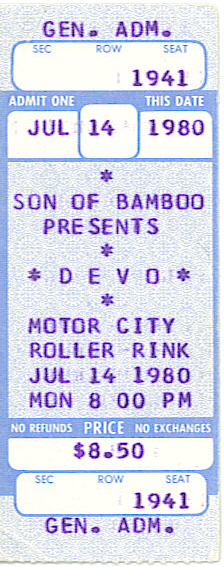 GEN. ADM.
SEC ROW SEAT
1941
ADMIT ONE THIS DATE
JUL 14 1980
*
SON OF BAMBOO
PRESENTS
*
* D E V O *
*
MOTOR CITY
ROLLER RINK
JUL 14 1980
MON 8 00 PM
NO REFUNDS PRICE NO EXCHANGES
$8.50
SEC ROW SEAT
1941
GEN. ADM.